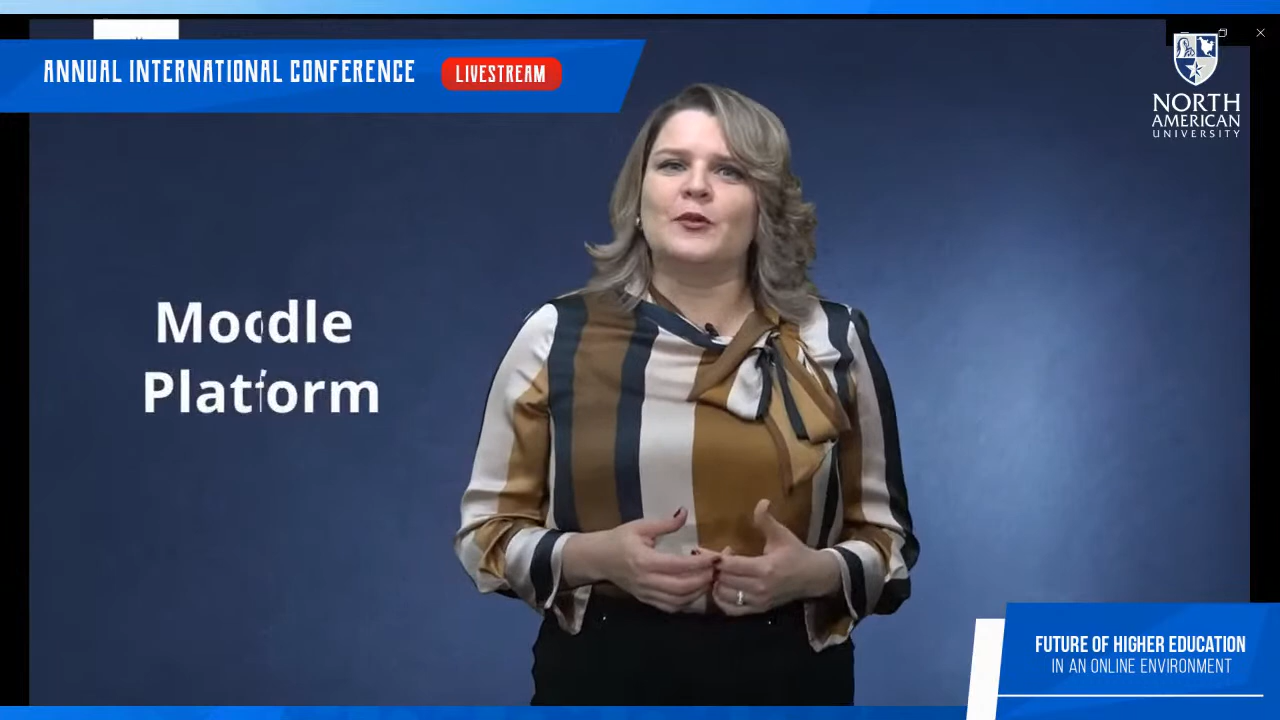 ANNUAL INTERNATIONAL CONFERENCE
LIVESTREAM
NORTH
AMERICAN
UNIVERSITY
Moodle
Platform
FUTURE OF HIGHER EDUCATION
IN AN ONLINE ENVIRONMENT